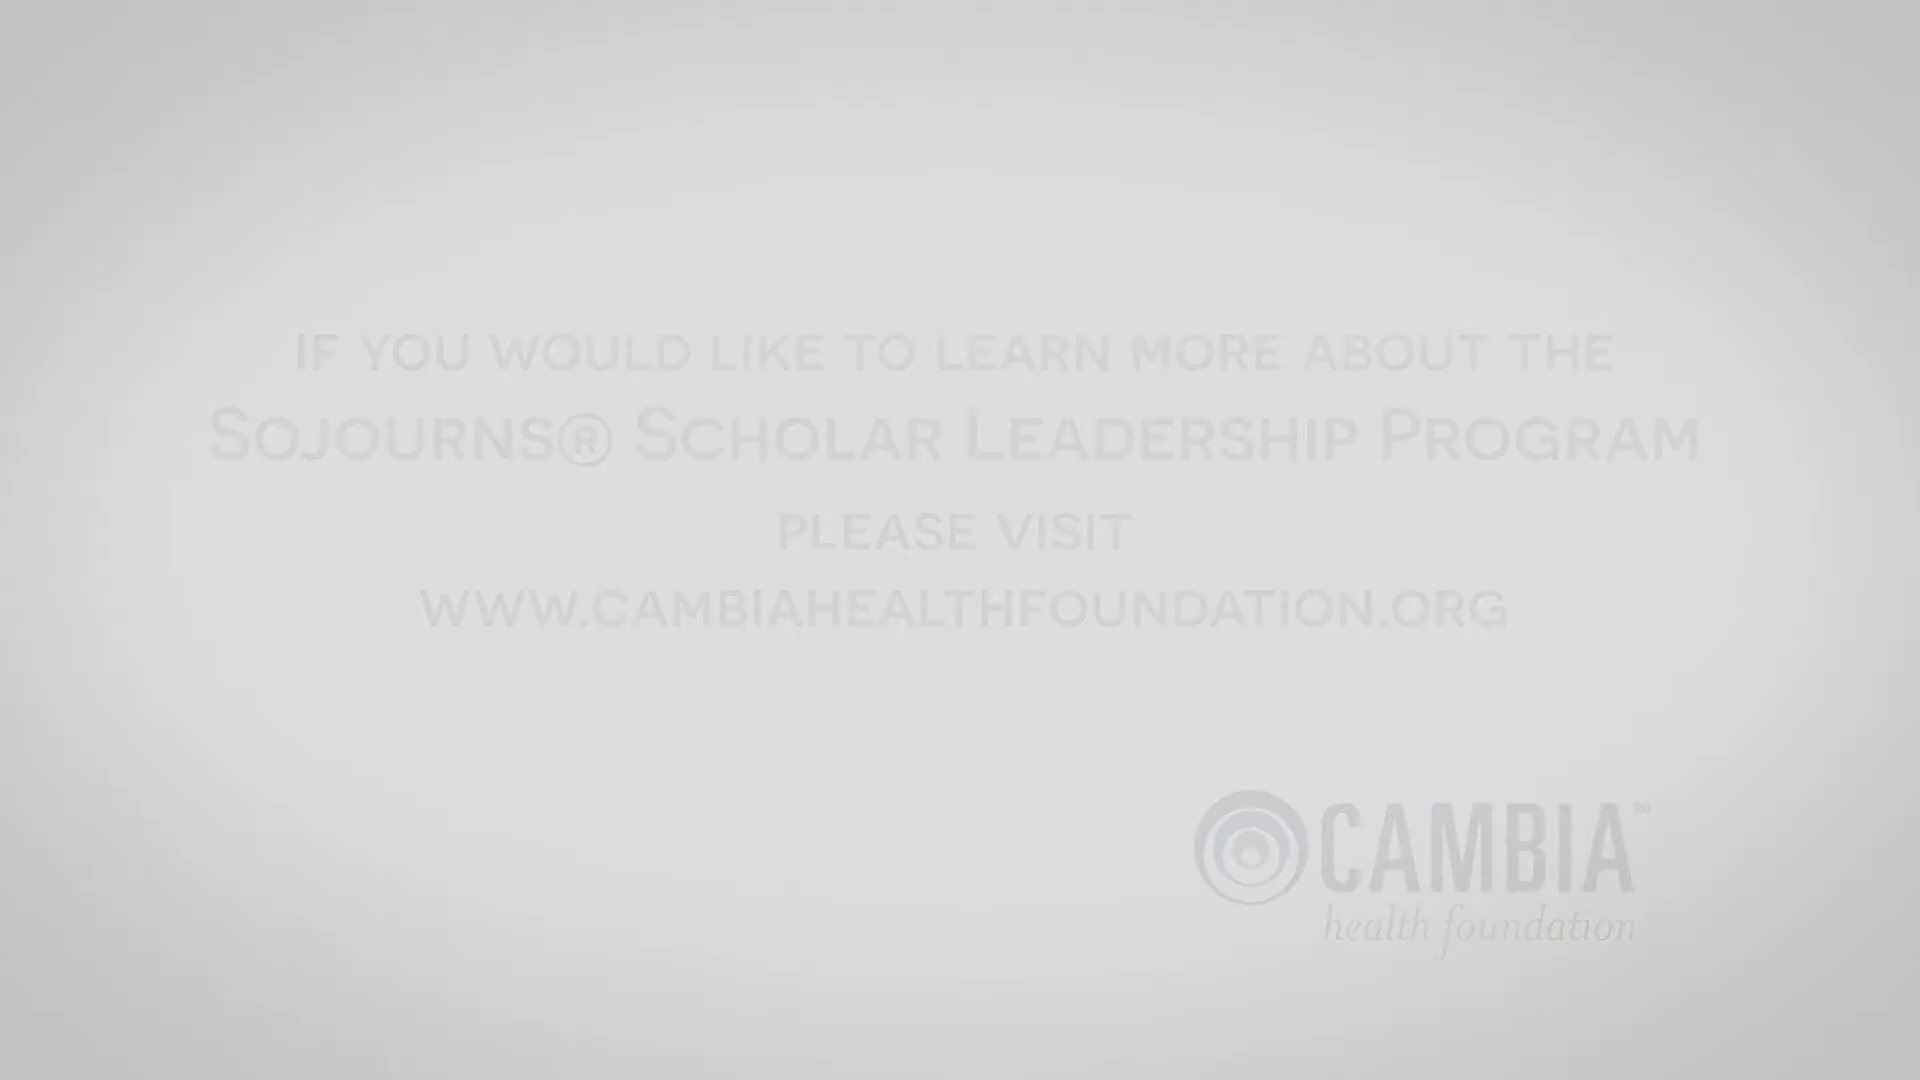 IF YOU WOULD LIKE TO LEARN MORE ABOUT THE
SOJOURNS® SCHOLAR LEADERSHIP PROGRAM
PLEASE VISIT
WWW.CAMBIAHEALTHFOUNDATION.ORG
CAMBIA™
health foundation